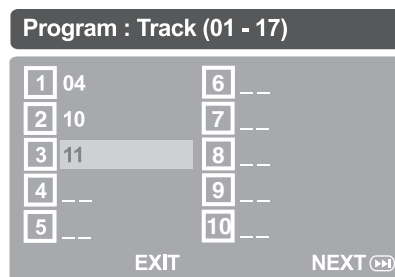 Program : Track (01 - 17)
1 04
2 10
3 11
4 _ _
5 _ _
6 _ _
7 _ _
8 _ _
9 _ _
10 _ _
EXIT
NEXT